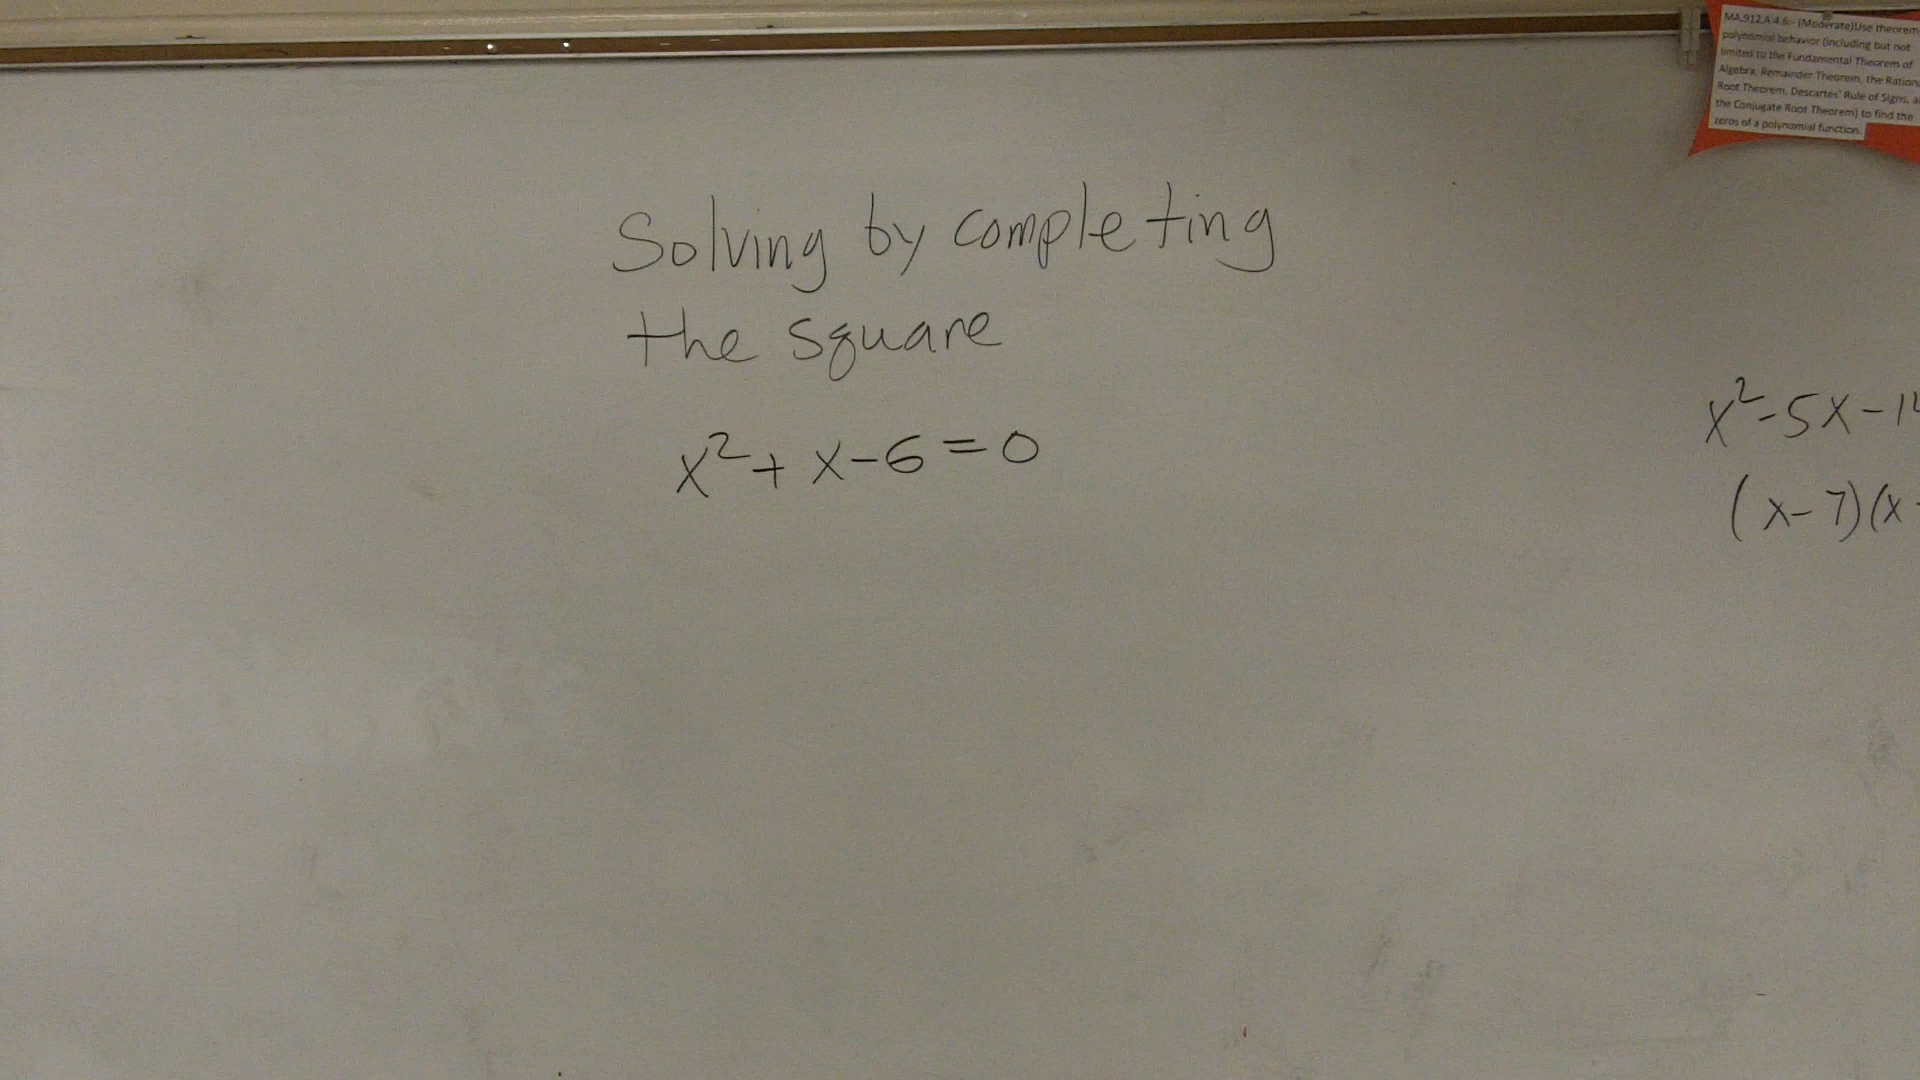 MA.912.A.4.6:- (Moderate)Use theorem
polynomial behavior (including but not
limited to the Fundamental Theorem of
Algebra, Remainder Theorem, the Ration
Root Theorem, Descartes' Rule of Signs, a
the Conjugate Root Theorem) to find the
zeros of a polynomial function.
Solving by completing
the square
x²+x-6=0
x²-5x-14
(x-7)(x